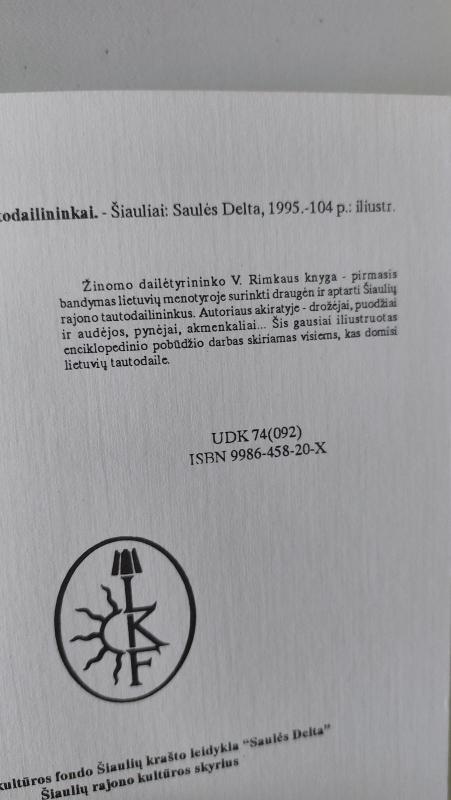 todailininkai. - Šiauliai: Saulės Delta, 1995.-104 p.: iliustr.
Žinomo dailėtyrininko V. Rimkaus knyga - pirmasis
bandymas lietuvių menotyroje surinkti draugėn ir aptarti Šiaulių
rajono tautodailininkus. Autoriaus akiratyje - drožėjai, puodžiai
ir audėjos, pynėjai, akmenkaliai... Šis gausiai iliustruotas
enciklopedinio pobūdžio darbas skiriamas visiems, kas domisi
lietuvių tautodaile.
UDK 74(092)
ISBN 9986-458-20-X
LKF
kultūros fondo Šiaulių krašto leidykla "Saulės Delta"
Šiaulių rajono kultūros skyrius